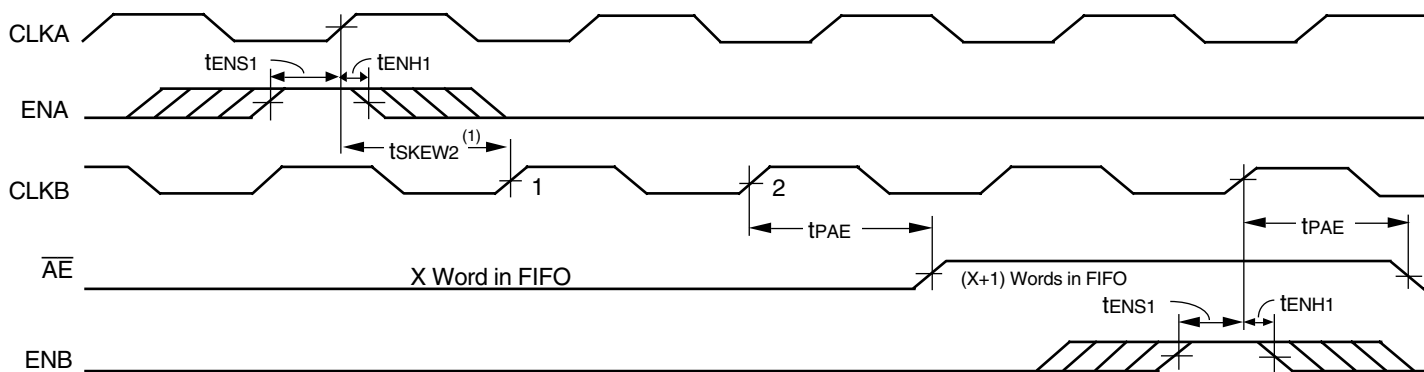 CLKA
tENS1 tENH1
ENA
tSKEW2 (1)
CLKB 1 2
tPAE tPAE
AE X Word in FIFO (X+1) Words in FIFO
tENS1 tENH1
ENB